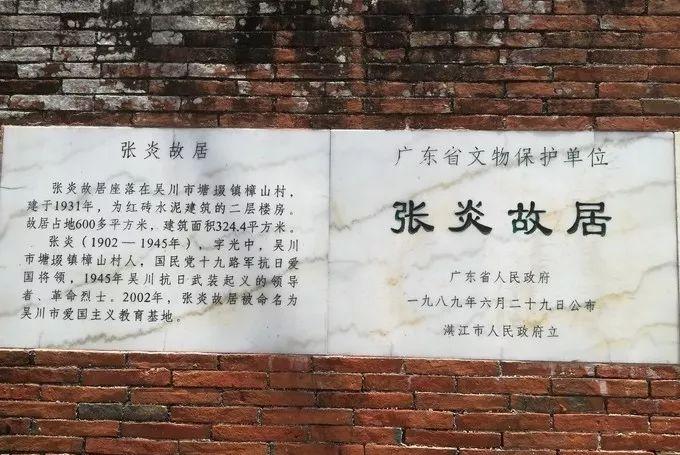 张炎故居
张炎故居座落在吴川市塘㙍镇樟山村，
建于1931年，为红砖水泥建筑的二层楼房。
故居占地600多平方米，建筑面积324.4平方米。
张炎（1902—1945年），字光中，吴川
市塘㙍镇樟山村人，国民党十九路军抗日爱
国将领，1945年吴川抗日武装起义的领导
者、革命烈士。2002年，张炎故居被命名为
吴川市爱国主义教育基地。
广东省文物保护单位
张炎故居
广东省人民政府
一九八九年六月二十九日公布
湛江市人民政府立